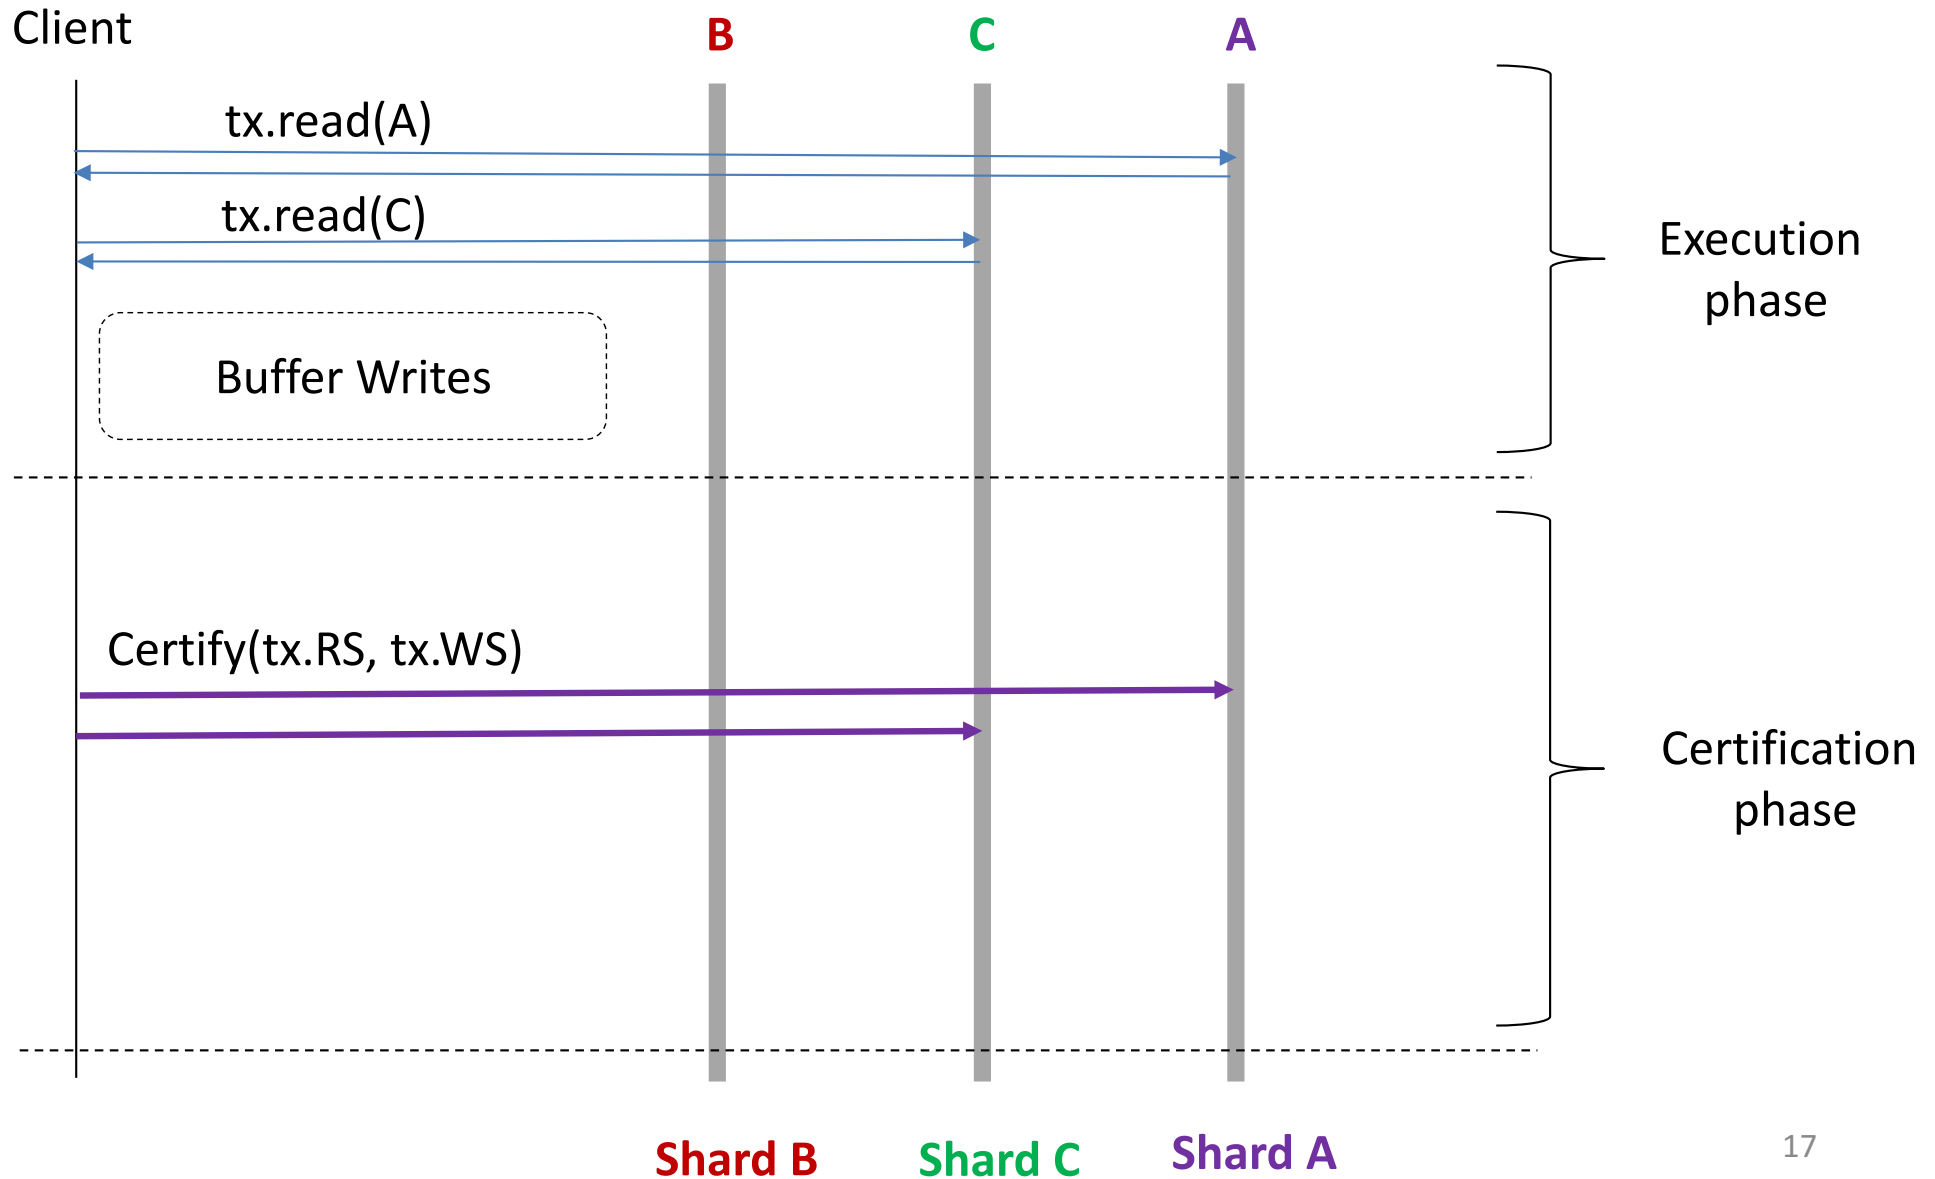 Client
B
C
A
tx.read(A)
tx.read(C)
Buffer Writes
Execution
phase
Certify(tx.RS, tx.WS)
Certification
phase
Shard B
Shard C
Shard A
17